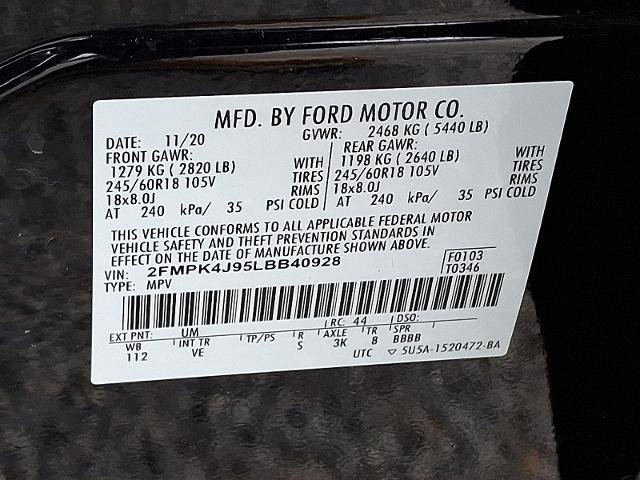 MFD. BY FORD MOTOR CO.
DATE: 11/20 GVWR: 2468 KG ( 5440 LB)
FRONT GAWR: REAR GAWR:
1279 KG ( 2820 LB) WITH 1198 KG ( 2640 LB) WITH
245/60R18 105V TIRES 245/60R18 105V TIRES
18x8.0J RIMS 18x8.0J RIMS
AT 240 kPa/ 35 PSI COLD AT 240 kPa/ 35 PSI COLD
THIS VEHICLE CONFORMS TO ALL APPLICABLE FEDERAL MOTOR
VEHICLE SAFETY AND THEFT PREVENTION STANDARDS IN
EFFECT ON THE DATE OF MANUFACTURE SHOWN ABOVE.
VIN: 2FMPK4J95LBB40928 F0103
TYPE: MPV T0346
EXT PNT: UM RC: 44 DSO:
WB INT TR TP/PS R AXLE TR SPR
112 VE S 3K 8 BBBB
UTC ▽ 5U5A-1520472-BA